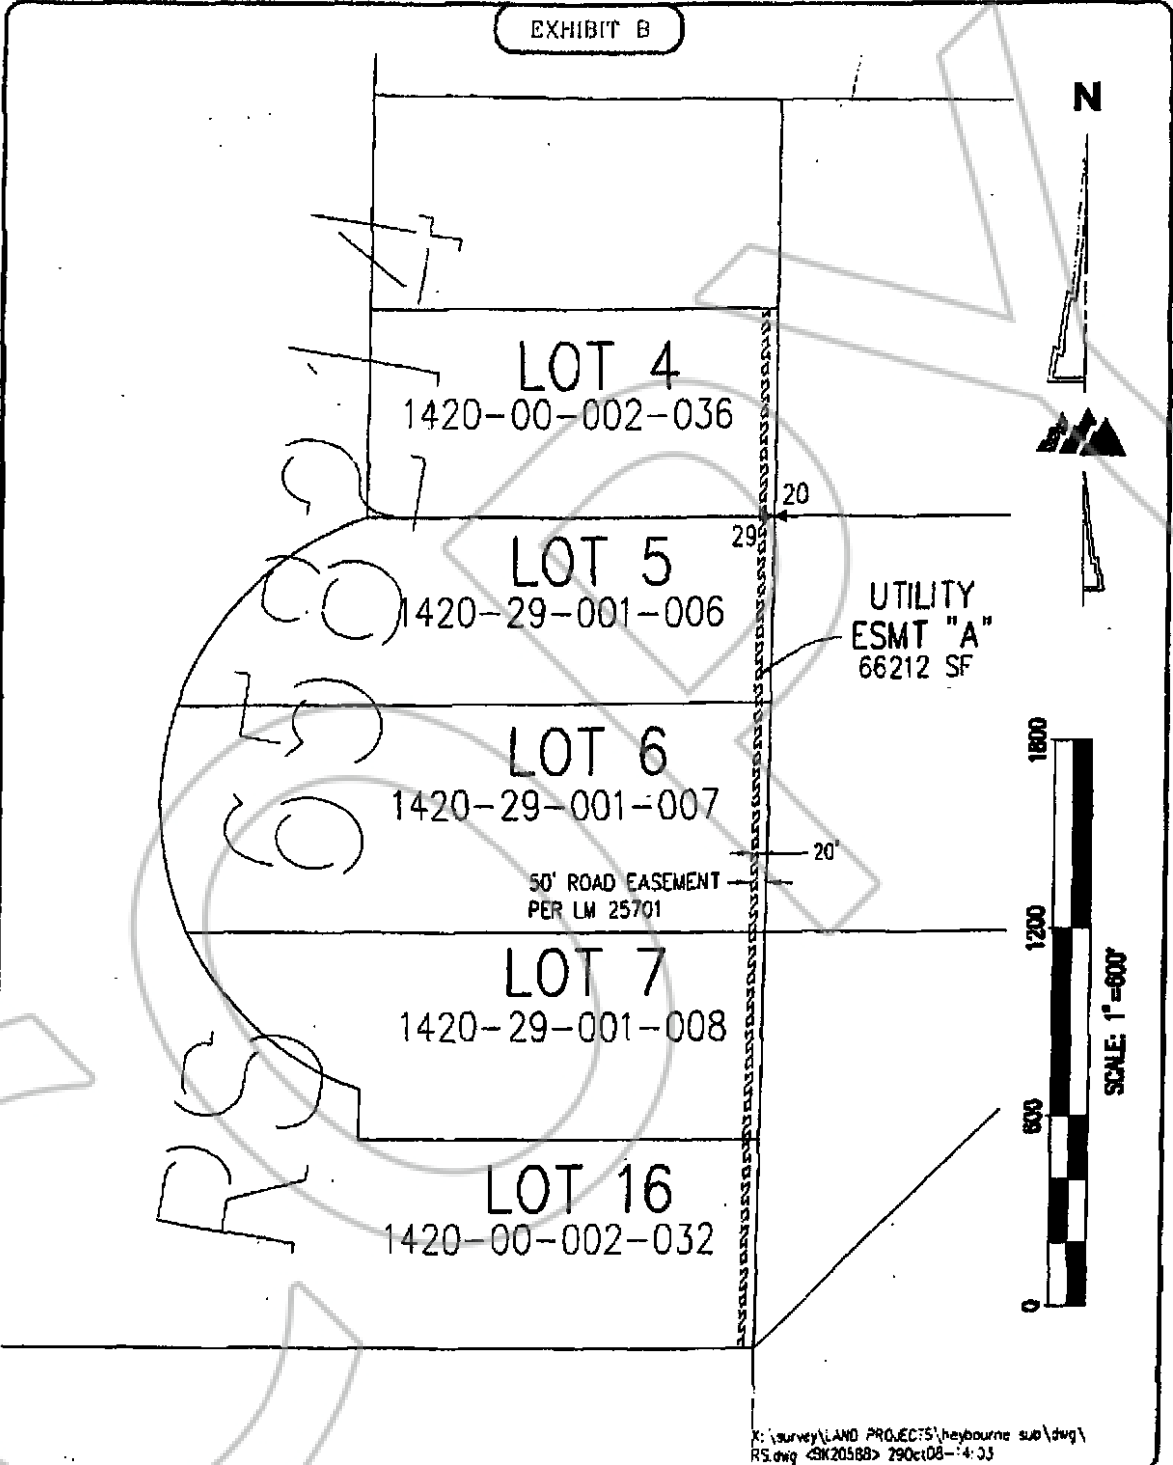 EXHIBIT B
N
LOT 4
1420-00-002-036
20
29
LOT 5
1420-29-001-006
UTILITY
ESMT "A"
66212 SF
LOT 6
1420-29-001-007
20'
50' ROAD EASEMENT
PER LM 25701
LOT 7
1420-29-001-008
LOT 16
1420-00-002-032
RS
1800
1200
600
0
SCALE: 1"=600'
X:\survey\LAND PROJECTS\heybourne sub\dwg\
RS.dwg
COPY